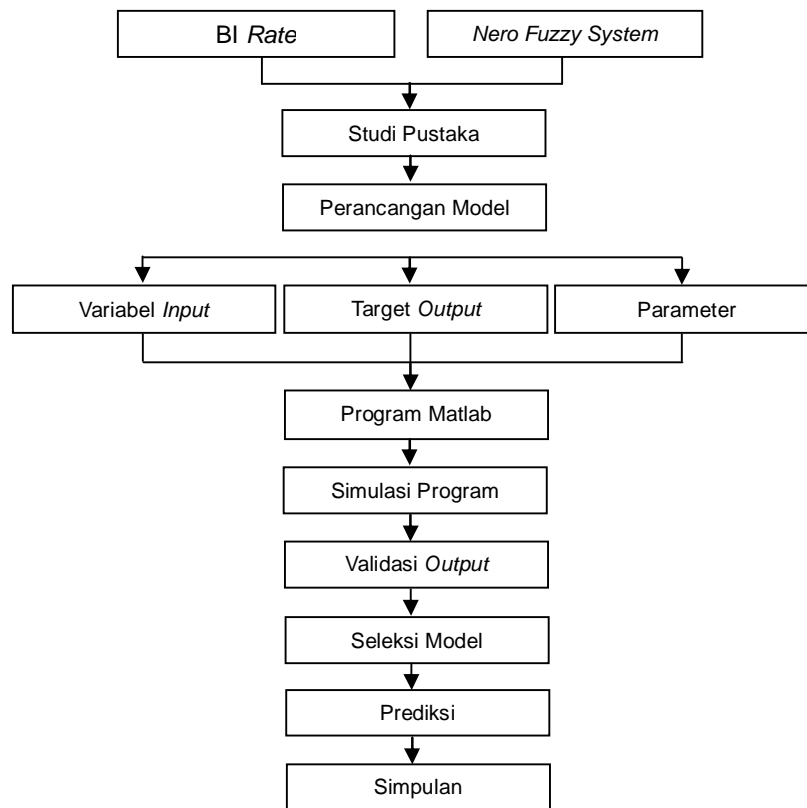 BI Rate
Nero Fuzzy System
Studi Pustaka
Perancangan Model
Variabel Input
Target Output
Parameter
Program Matlab
Simulasi Program
Validasi Output
Seleksi Model
Prediksi
Simpulan